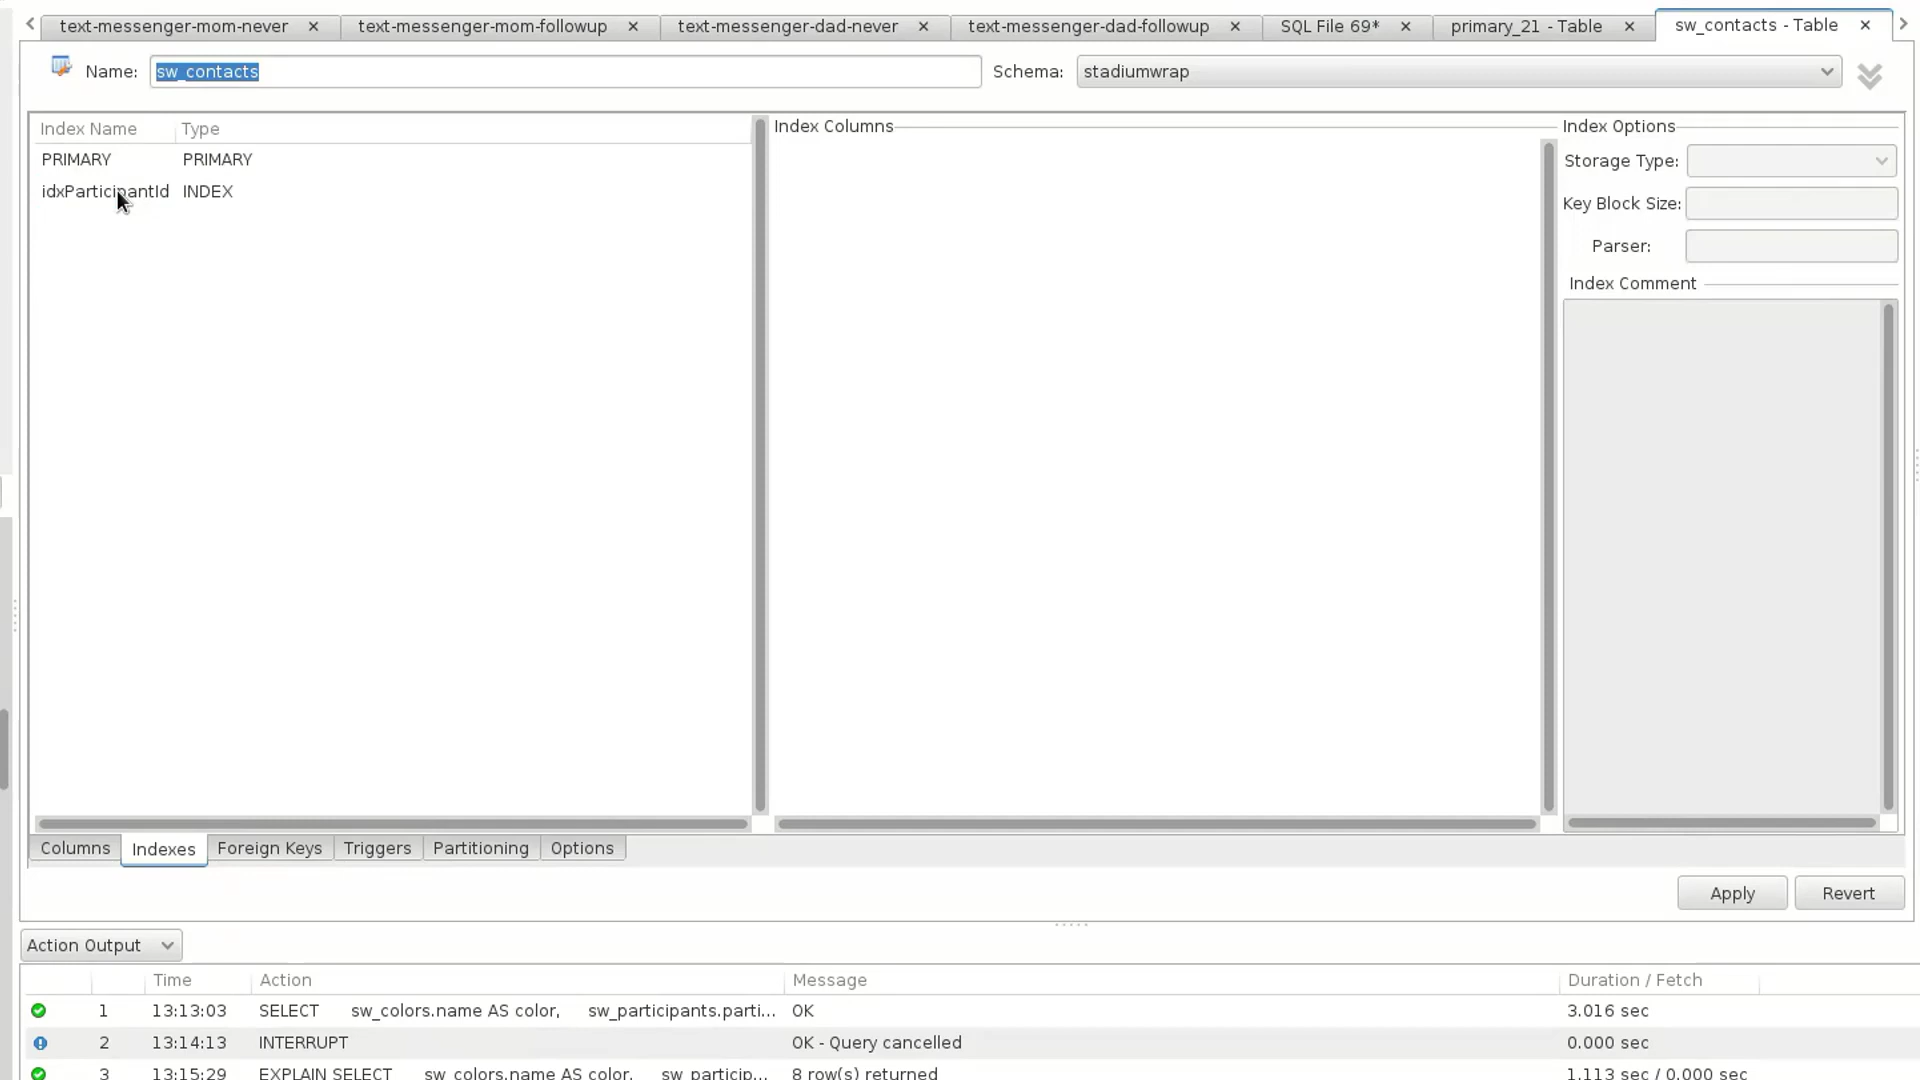 text-messenger-mom-never text-messenger-mom-followup text-messenger-dad-never text-messenger-dad-followup SQL File 69* primary_21 - Table sw_contacts - Table
Name: sw_contacts Schema: stadiumwrap
Index Name Type
PRIMARY PRIMARY
idxParticipantId INDEX
Index Columns
Index Options
Storage Type:
Key Block Size:
Parser:
Index Comment
Columns Indexes Foreign Keys Triggers Partitioning Options
Apply Revert
Action Output
Time Action Message Duration / Fetch
1 13:13:03 SELECT sw_colors.name AS color, sw_participants.parti... OK 3.016 sec
2 13:14:13 INTERRUPT OK - Query cancelled 0.000 sec
3 13:15:29 EXPLAIN SELECT sw_colors.name AS color, sw_particip... 8 row(s) returned 1.113 sec / 0.000 sec